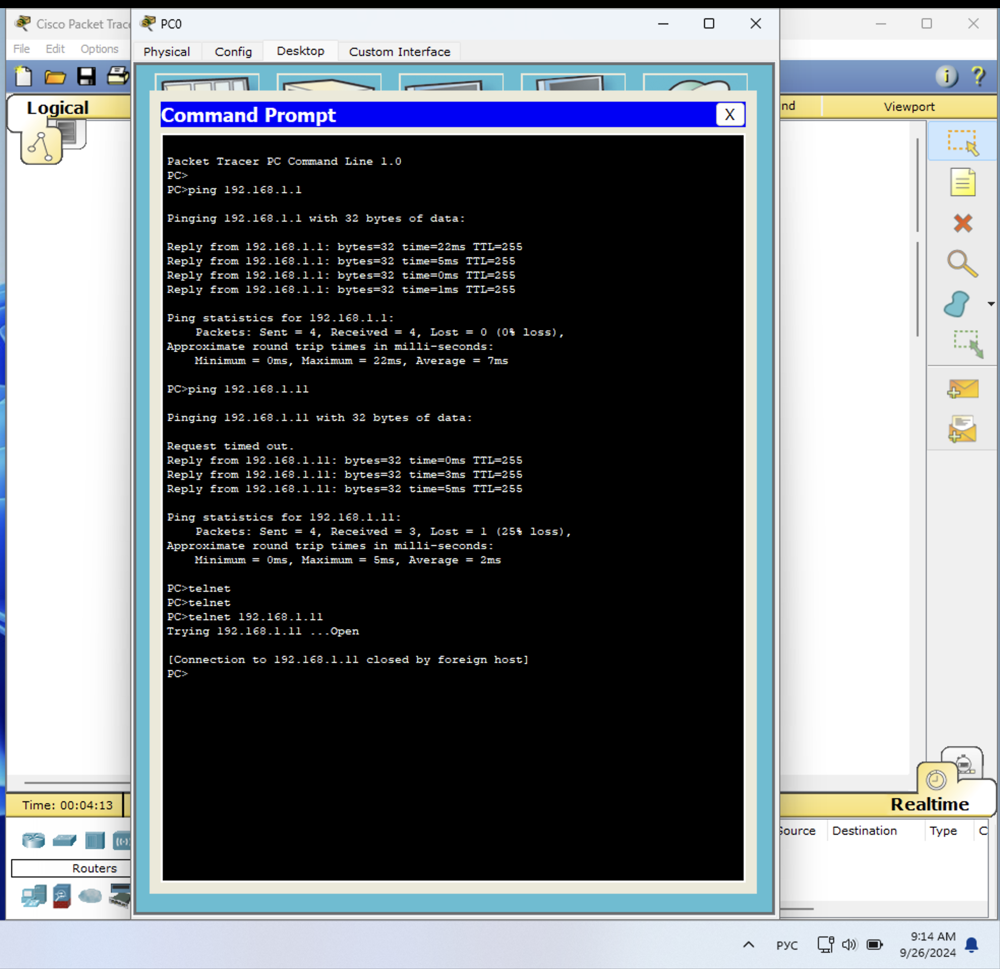 Cisco Packet Trac
PC0
File Edit Options
Physical Config Desktop Custom Interface
Logical
nd
Viewport
Command Prompt
X
Packet Tracer PC Command Line 1.0
PC>
PC>ping 192.168.1.1
Pinging 192.168.1.1 with 32 bytes of data:
Reply from 192.168.1.1: bytes=32 time=22ms TTL=255
Reply from 192.168.1.1: bytes=32 time=5ms TTL=255
Reply from 192.168.1.1: bytes=32 time=0ms TTL=255
Reply from 192.168.1.1: bytes=32 time=1ms TTL=255
Ping statistics for 192.168.1.1:
Packets: Sent = 4, Received = 4, Lost = 0 (0% loss),
Approximate round trip times in milli-seconds:
Minimum = 0ms, Maximum = 22ms, Average = 7ms
PC>ping 192.168.1.11
Pinging 192.168.1.11 with 32 bytes of data:
Request timed out.
Reply from 192.168.1.11: bytes=32 time=0ms TTL=255
Reply from 192.168.1.11: bytes=32 time=3ms TTL=255
Reply from 192.168.1.11: bytes=32 time=5ms TTL=255
Ping statistics for 192.168.1.11:
Packets: Sent = 4, Received = 3, Lost = 1 (25% loss),
Approximate round trip times in milli-seconds:
Minimum = 0ms, Maximum = 5ms, Average = 2ms
PC>telnet
PC>telnet
PC>telnet 192.168.1.11
Trying 192.168.1.11 ...Open
[Connection to 192.168.1.11 closed by foreign host]
PC>
Time: 00:04:13
Realtime
Source Destination Type C
Routers
РУС
9:14 AM
9/26/2024